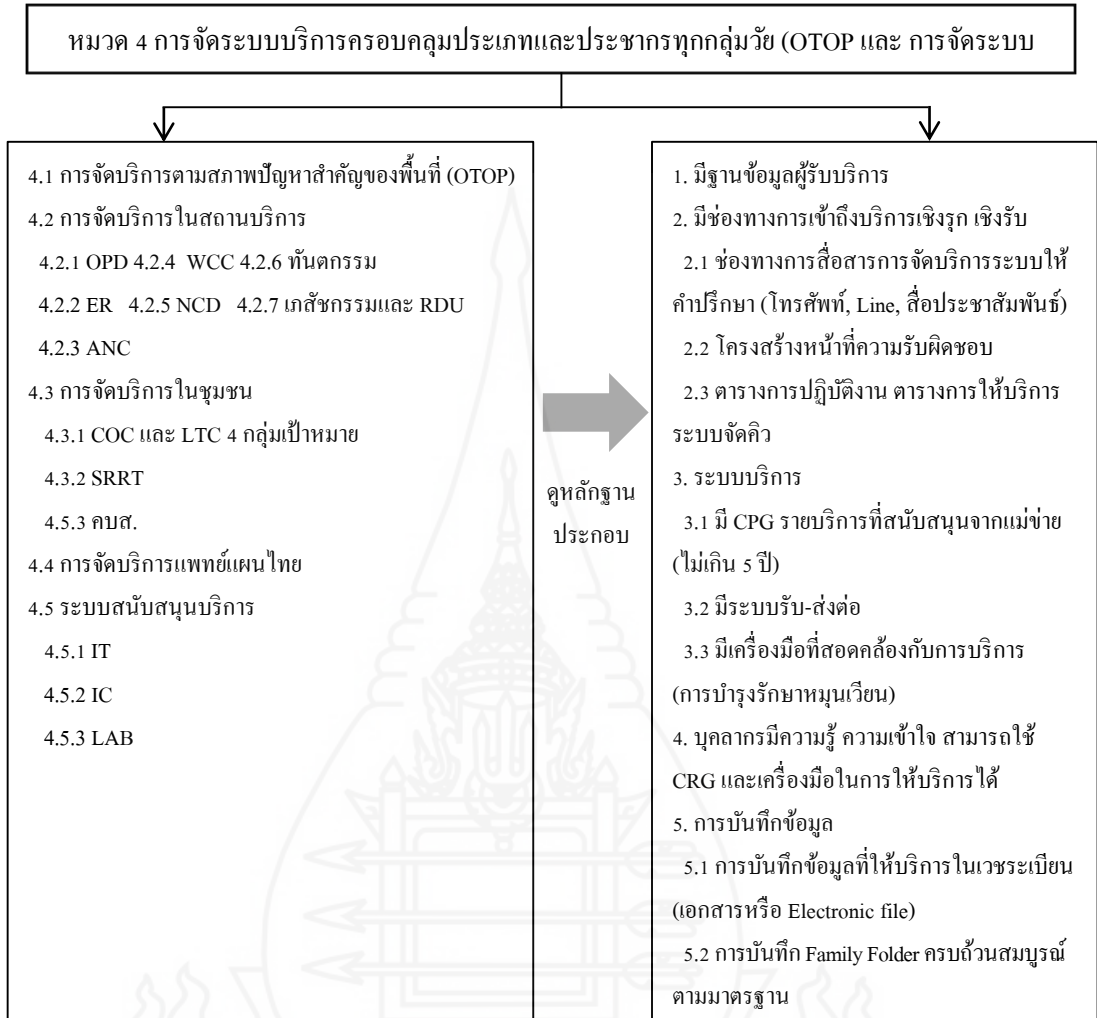 หมวด 4 การจัดระบบบริการครอบคลุมประเภทและประชากรทุกกลุ่มวัย (OTOP และ การจัดระบบ
4.1 การจัดบริการตามสภาพปัญหาสำคัญของพื้นที่ (OTOP)
4.2 การจัดบริการในสถานบริการ
4.2.1 OPD 4.2.4 WCC 4.2.6 ทันตกรรม
4.2.2 ER 4.2.5 NCD 4.2.7 เภสัชกรรมและ RDU
4.2.3 ANC
4.3 การจัดบริการในชุมชน
4.3.1 COC และ LTC 4 กลุ่มเป้าหมาย
4.3.2 SRRT
4.5.3 คบส.
4.4 การจัดบริการแพทย์แผนไทย
4.5 ระบบสนับสนุนบริการ
4.5.1 IT
4.5.2 IC
4.5.3 LAB
ดูหลักฐาน
ประกอบ
1. มีฐานข้อมูลผู้รับบริการ
2. มีช่องทางการเข้าถึงบริการเชิงรุก เชิงรับ
2.1 ช่องทางการสื่อสารการจัดบริการระบบให้
คำปรึกษา (โทรศัพท์, Line, สื่อประชาสัมพันธ์)
2.2 โครงสร้างหน้าที่ความรับผิดชอบ
2.3 ตารางการปฏิบัติงาน ตารางการให้บริการ
ระบบจัดคิว
3. ระบบบริการ
3.1 มี CPG รายบริการที่สนับสนุนจากแม่ข่าย
(ไม่เกิน 5 ปี)
3.2 มีระบบรับ-ส่งต่อ
3.3 มีเครื่องมือที่สอดคล้องกับการบริการ
(การบำรุงรักษาหมุนเวียน)
4. บุคลากรมีความรู้ ความเข้าใจ สามารถใช้
CRG และเครื่องมือในการให้บริการได้
5. การบันทึกข้อมูล
5.1 การบันทึกข้อมูลที่ให้บริการในเวชระเบียน
(เอกสารหรือ Electronic file)
5.2 การบันทึก Family Folder ครบถ้วนสมบูรณ์
ตามมาตรฐาน